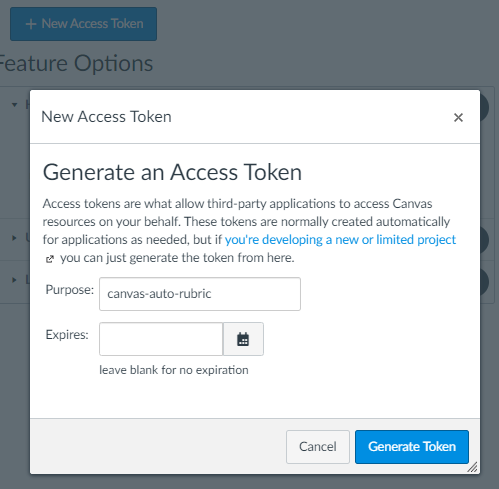 + New Access Token
Feature Options
New Access Token
×
Generate an Access Token
Access tokens are what allow third-party applications to access Canvas
resources on your behalf. These tokens are normally created automatically
for applications as needed, but if you're developing a new or limited project
you can just generate the token from here.
Purpose: canvas-auto-rubric
Expires:
leave blank for no expiration
Cancel Generate Token